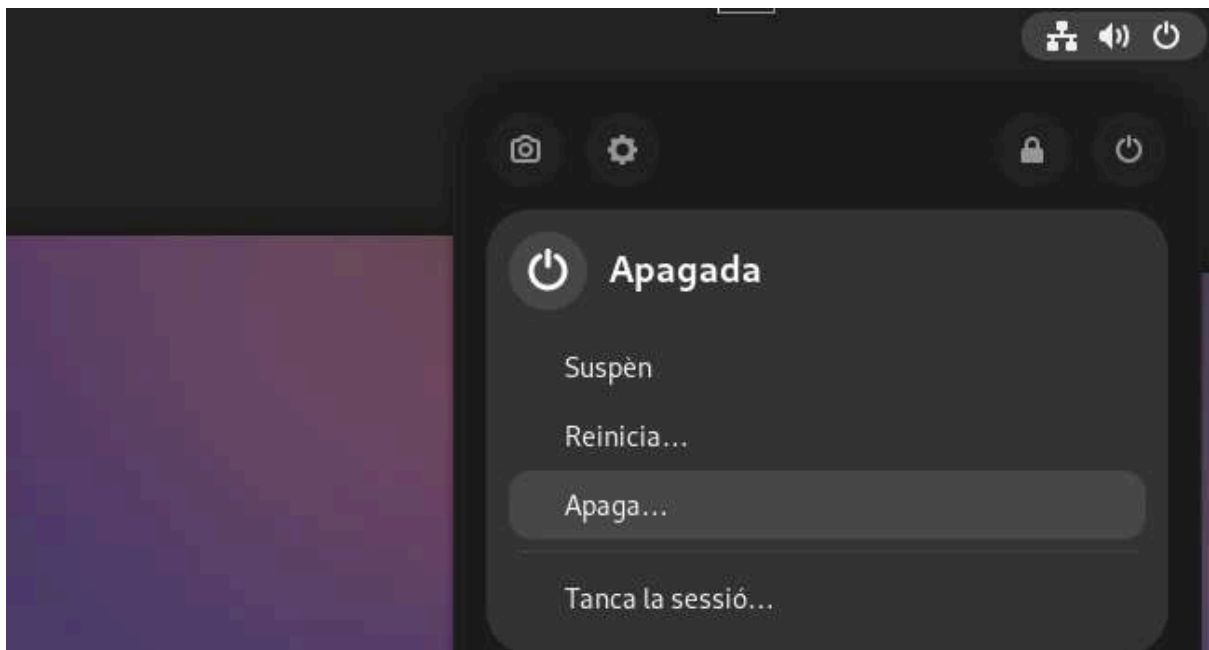 Apagada
Suspèn
Reinicia...
Apaga...
Tanca la sessió...